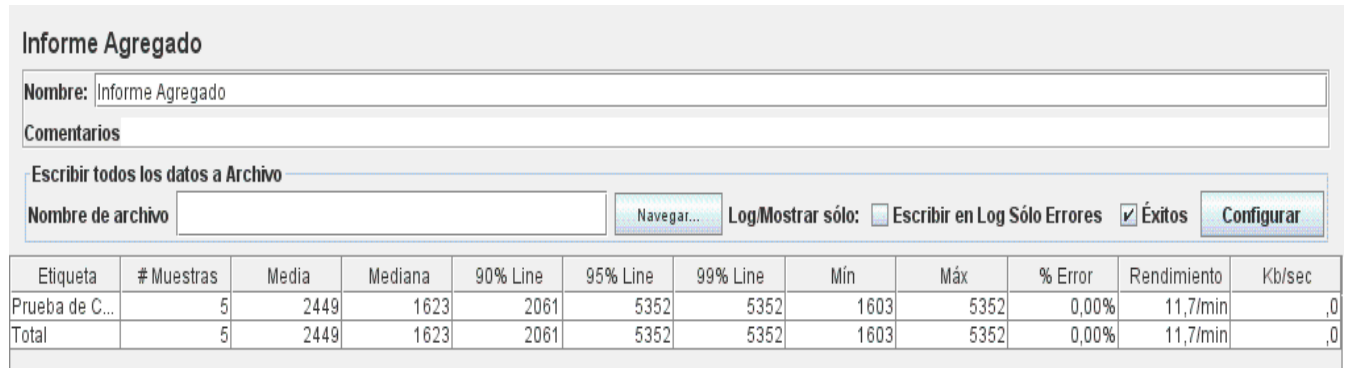 Informe Agregado
Nombre: Informe Agregado
Comentarios
Escribir todos los datos a Archivo
Nombre de archivo Navegar... Log/Mostrar sólo: Escribir en Log Sólo Errores Éxitos Configurar
Etiqueta # Muestras Media Mediana 90% Line 95% Line 99% Line Mín Máx % Error Rendimiento Kb/sec
Prueba de C... 5 2449 1623 2061 5352 5352 1603 5352 0,00% 11,7/min ,0
Total 5 2449 1623 2061 5352 5352 1603 5352 0,00% 11,7/min ,0